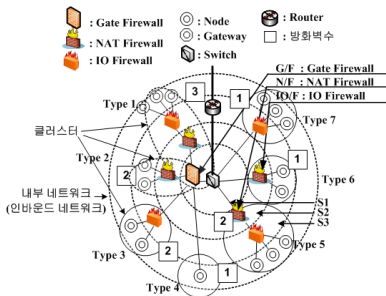 : Gate Firewall
: Node
: Router
: NAT Firewall
: Gateway
: 방화벽수
: IO Firewall
: Switch
G/F : Gate Firewall
N/F : NAT Firewall
IO/F : IO Firewall
Type 1
3
1
Type 7
클러스터
Type 2
2
1
Type 6
내부 네트워크
(인바운드 네트워크)
S1
2
S2
S3
Type 3
2
Type 5
Type 4
1